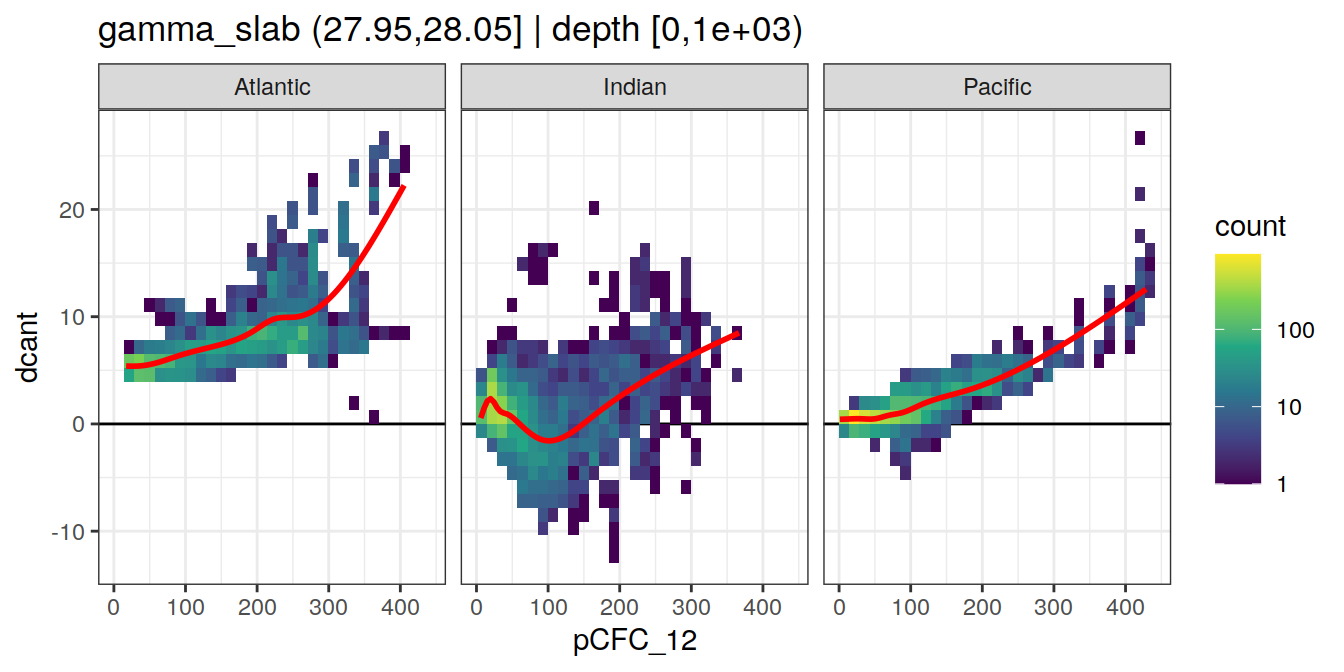 gamma_slab (27.95,28.05] | depth [0,1e+03)
Atlantic Indian Pacific
dcant
20
10
0
-10
0 100 200 300 400 0 100 200 300 400 0 100 200 300 400
pCFC_12
count
100
10
1